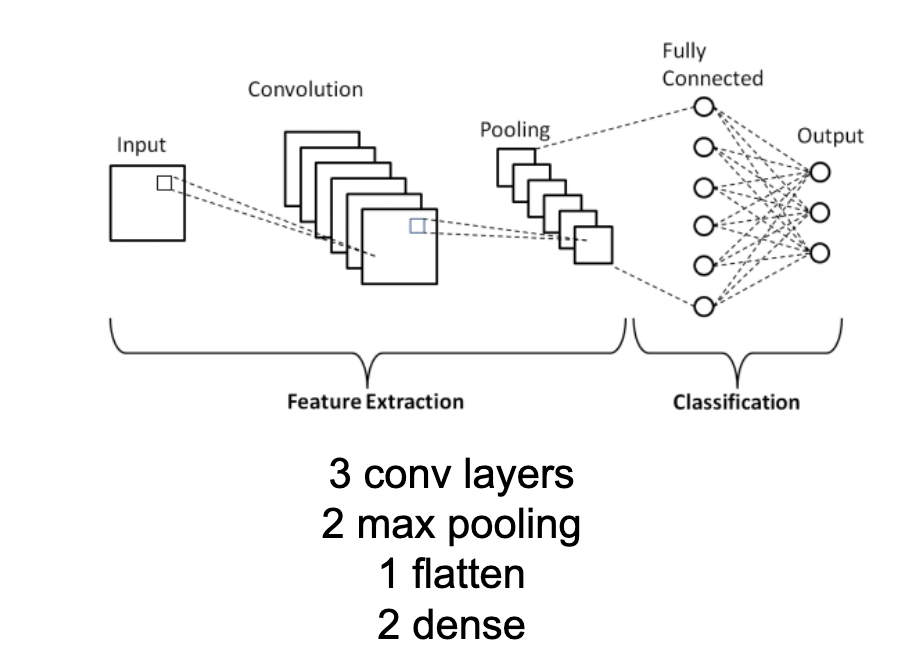 Fully
Connected
Convolution
Pooling
Output
Input
Feature Extraction
Classification
3 conv layers
2 max pooling
1 flatten
2 dense